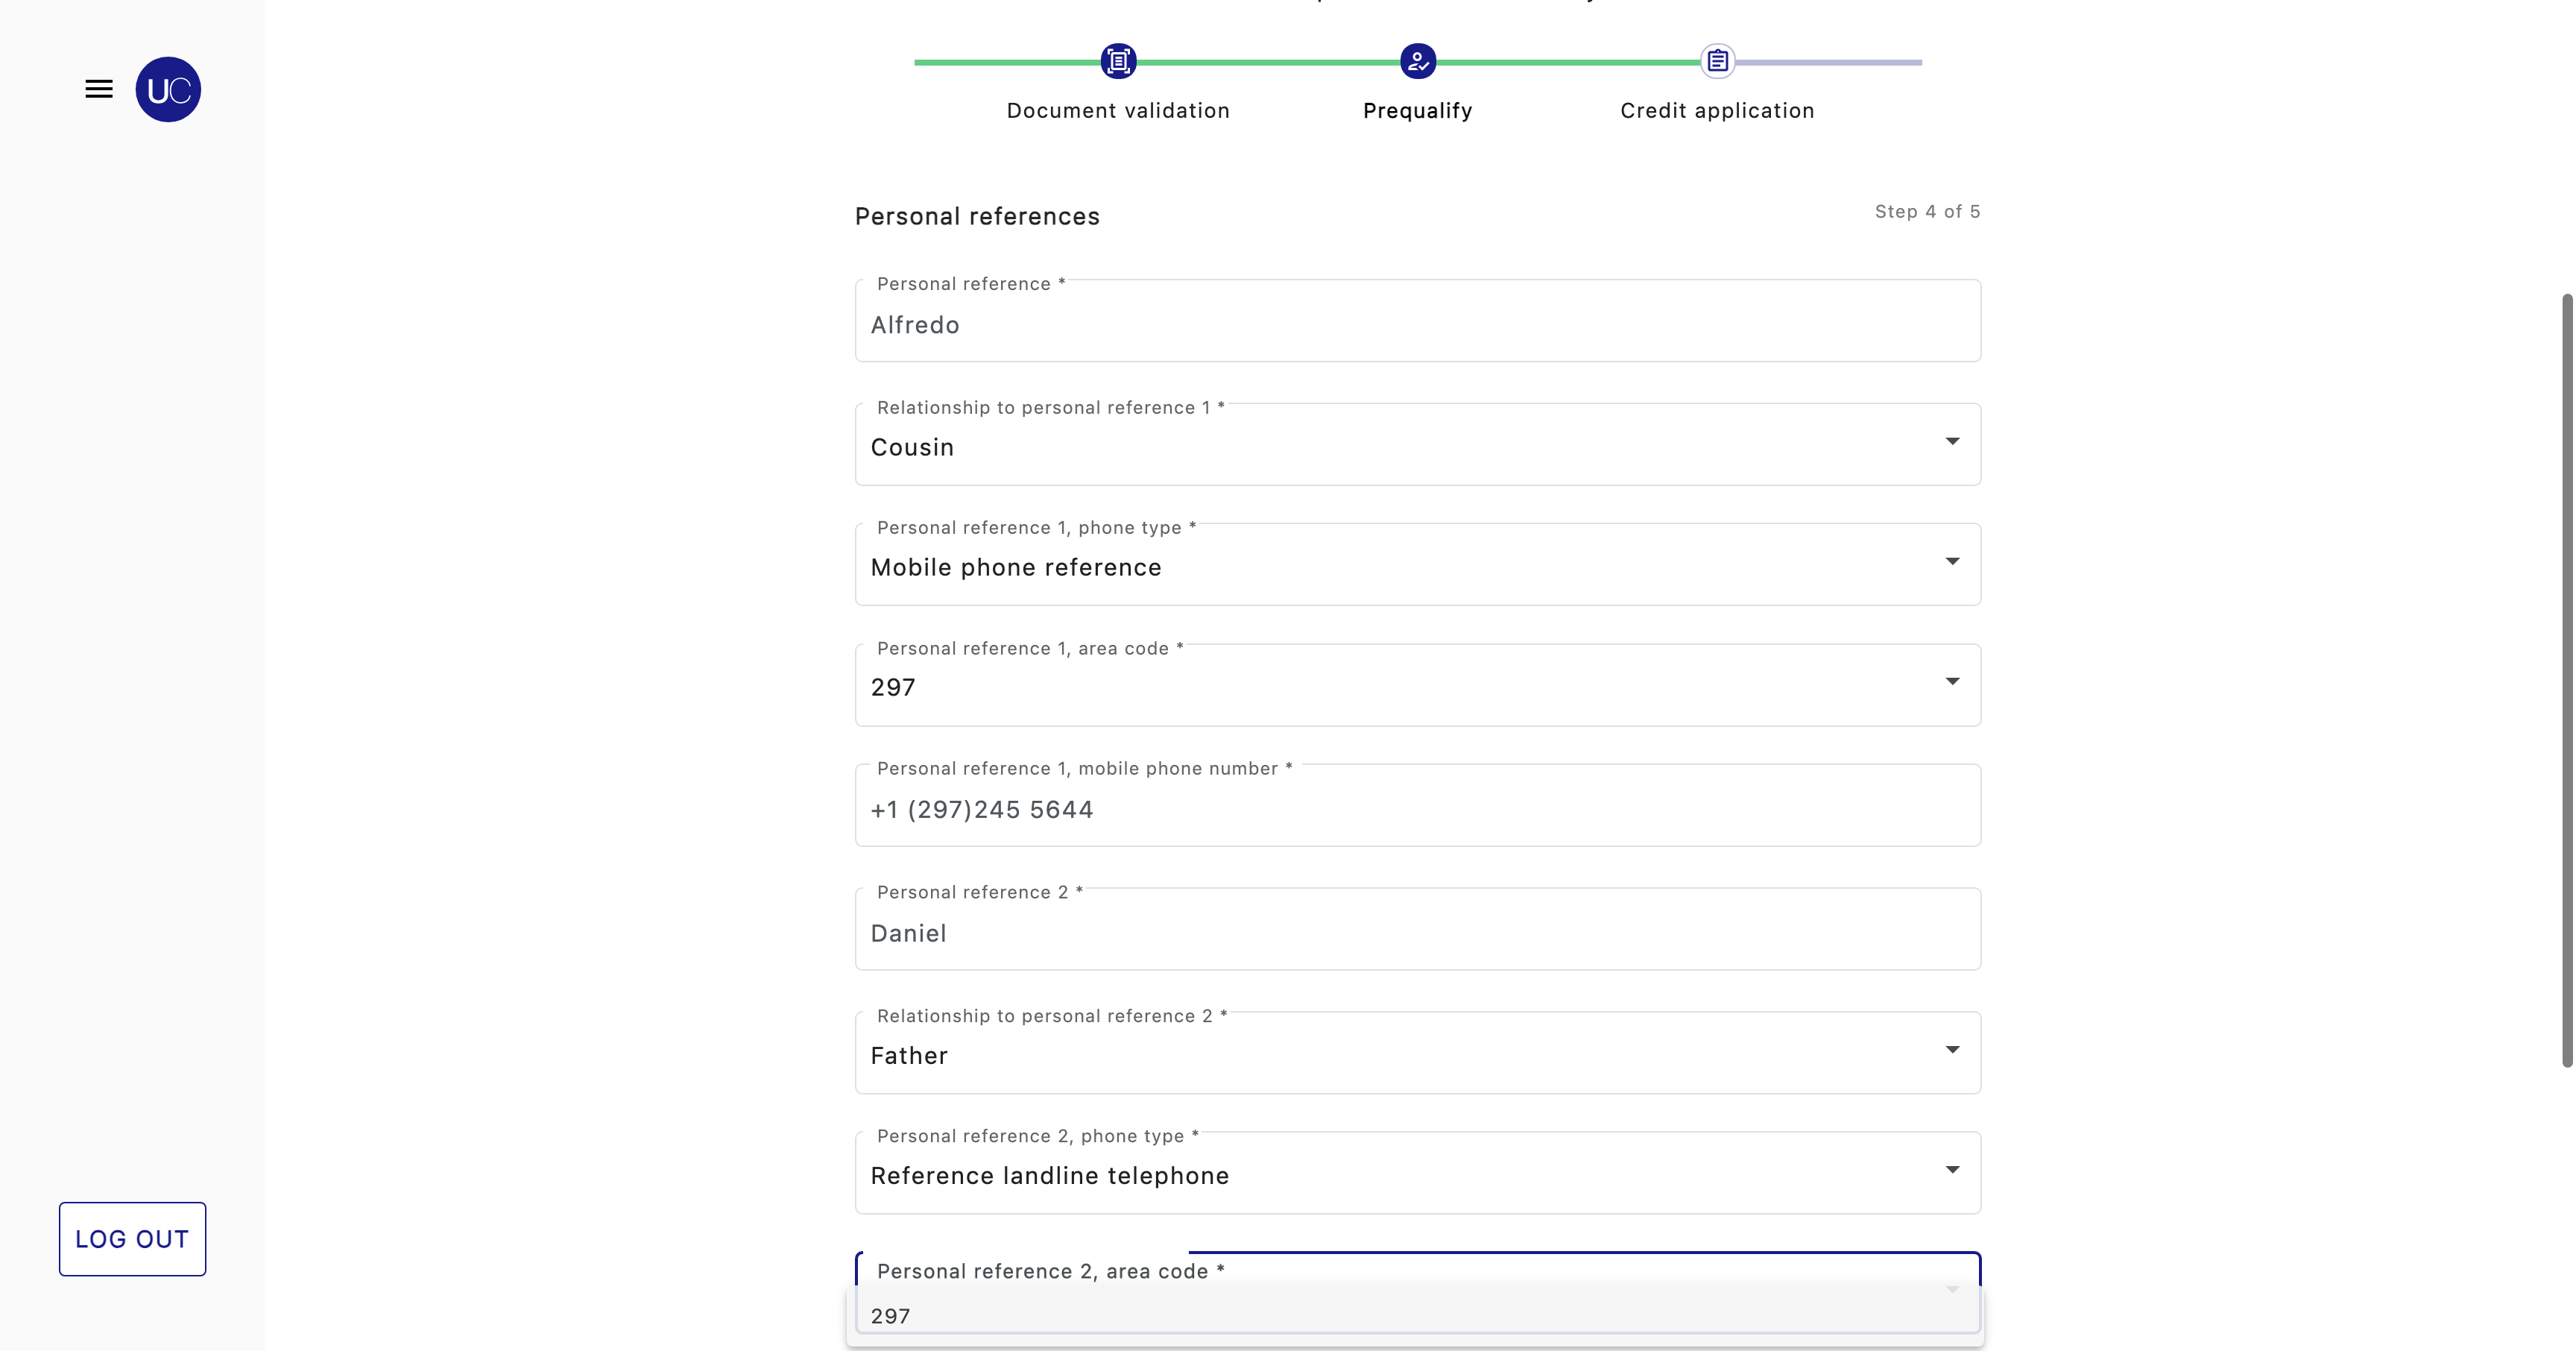 UC
Document validation
Prequalify
Credit application
Personal references
Step 4 of 5
Personal reference *
Alfredo
Relationship to personal reference 1 *
Cousin
Personal reference 1, phone type *
Mobile phone reference
Personal reference 1, area code *
297
Personal reference 1, mobile phone number *
+1 (297)245 5644
Personal reference 2 *
Daniel
Relationship to personal reference 2 *
Father
Personal reference 2, phone type *
Reference landline telephone
LOG OUT
Personal reference 2, area code *
297